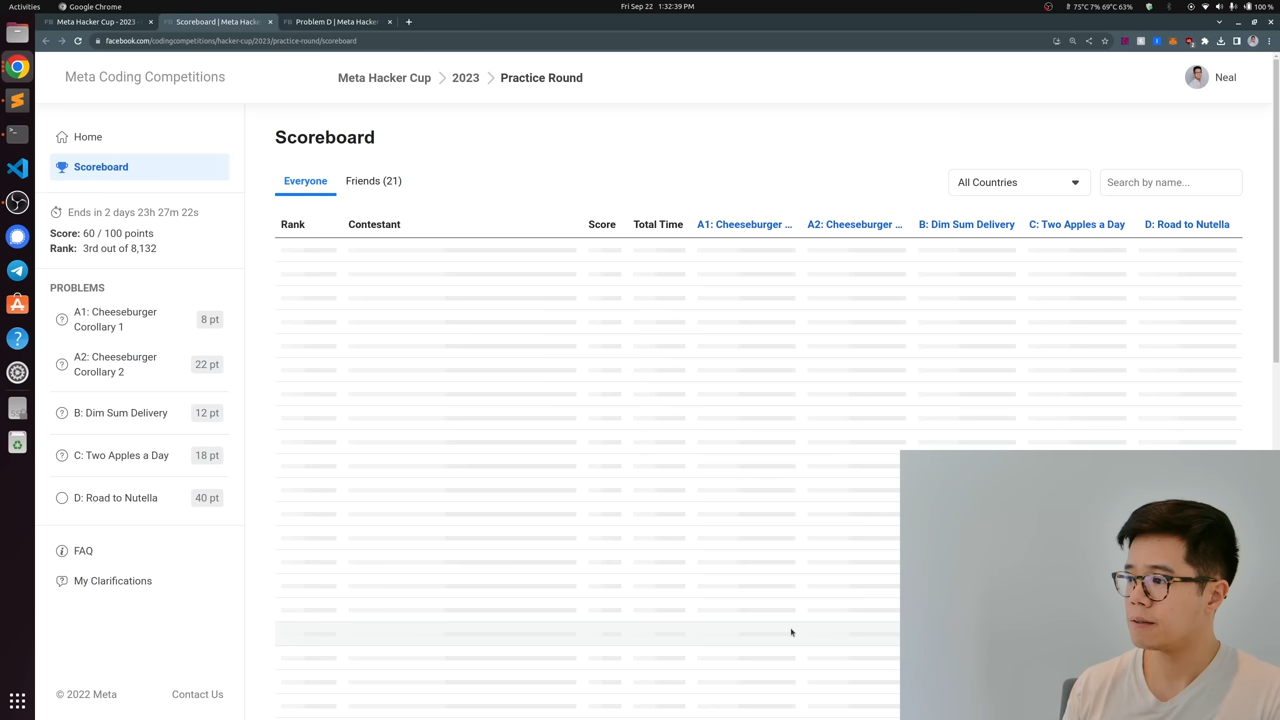 Activities
Google Chrome
Fri Sep 22 1:32:39 PM
75°C 7% 69°C 63%
100 %
Meta Hacker Cup - 2023 -
Scoreboard | Meta Hacke
Problem D | Meta Hacker
facebook.com/codingcompetitions/hacker-cup/2023/practice-round/scoreboard
Meta Coding Competitions
Meta Hacker Cup
2023
Practice Round
Neal
Home
Scoreboard
Ends in 2 days 23h 27m 22s
Score: 60 / 100 points
Rank: 3rd out of 8,132
PROBLEMS
A1: Cheeseburger
Corollary 1
8 pt
A2: Cheeseburger
Corollary 2
22 pt
B: Dim Sum Delivery
12 pt
C: Two Apples a Day
18 pt
D: Road to Nutella
40 pt
FAQ
My Clarifications
© 2022 Meta
Contact Us
Scoreboard
Everyone
Friends (21)
All Countries
Search by name...
Rank
Contestant
Score
Total Time
A1: Cheeseburger ...
A2: Cheeseburger ...
B: Dim Sum Delivery
C: Two Apples a Day
D: Road to Nutella